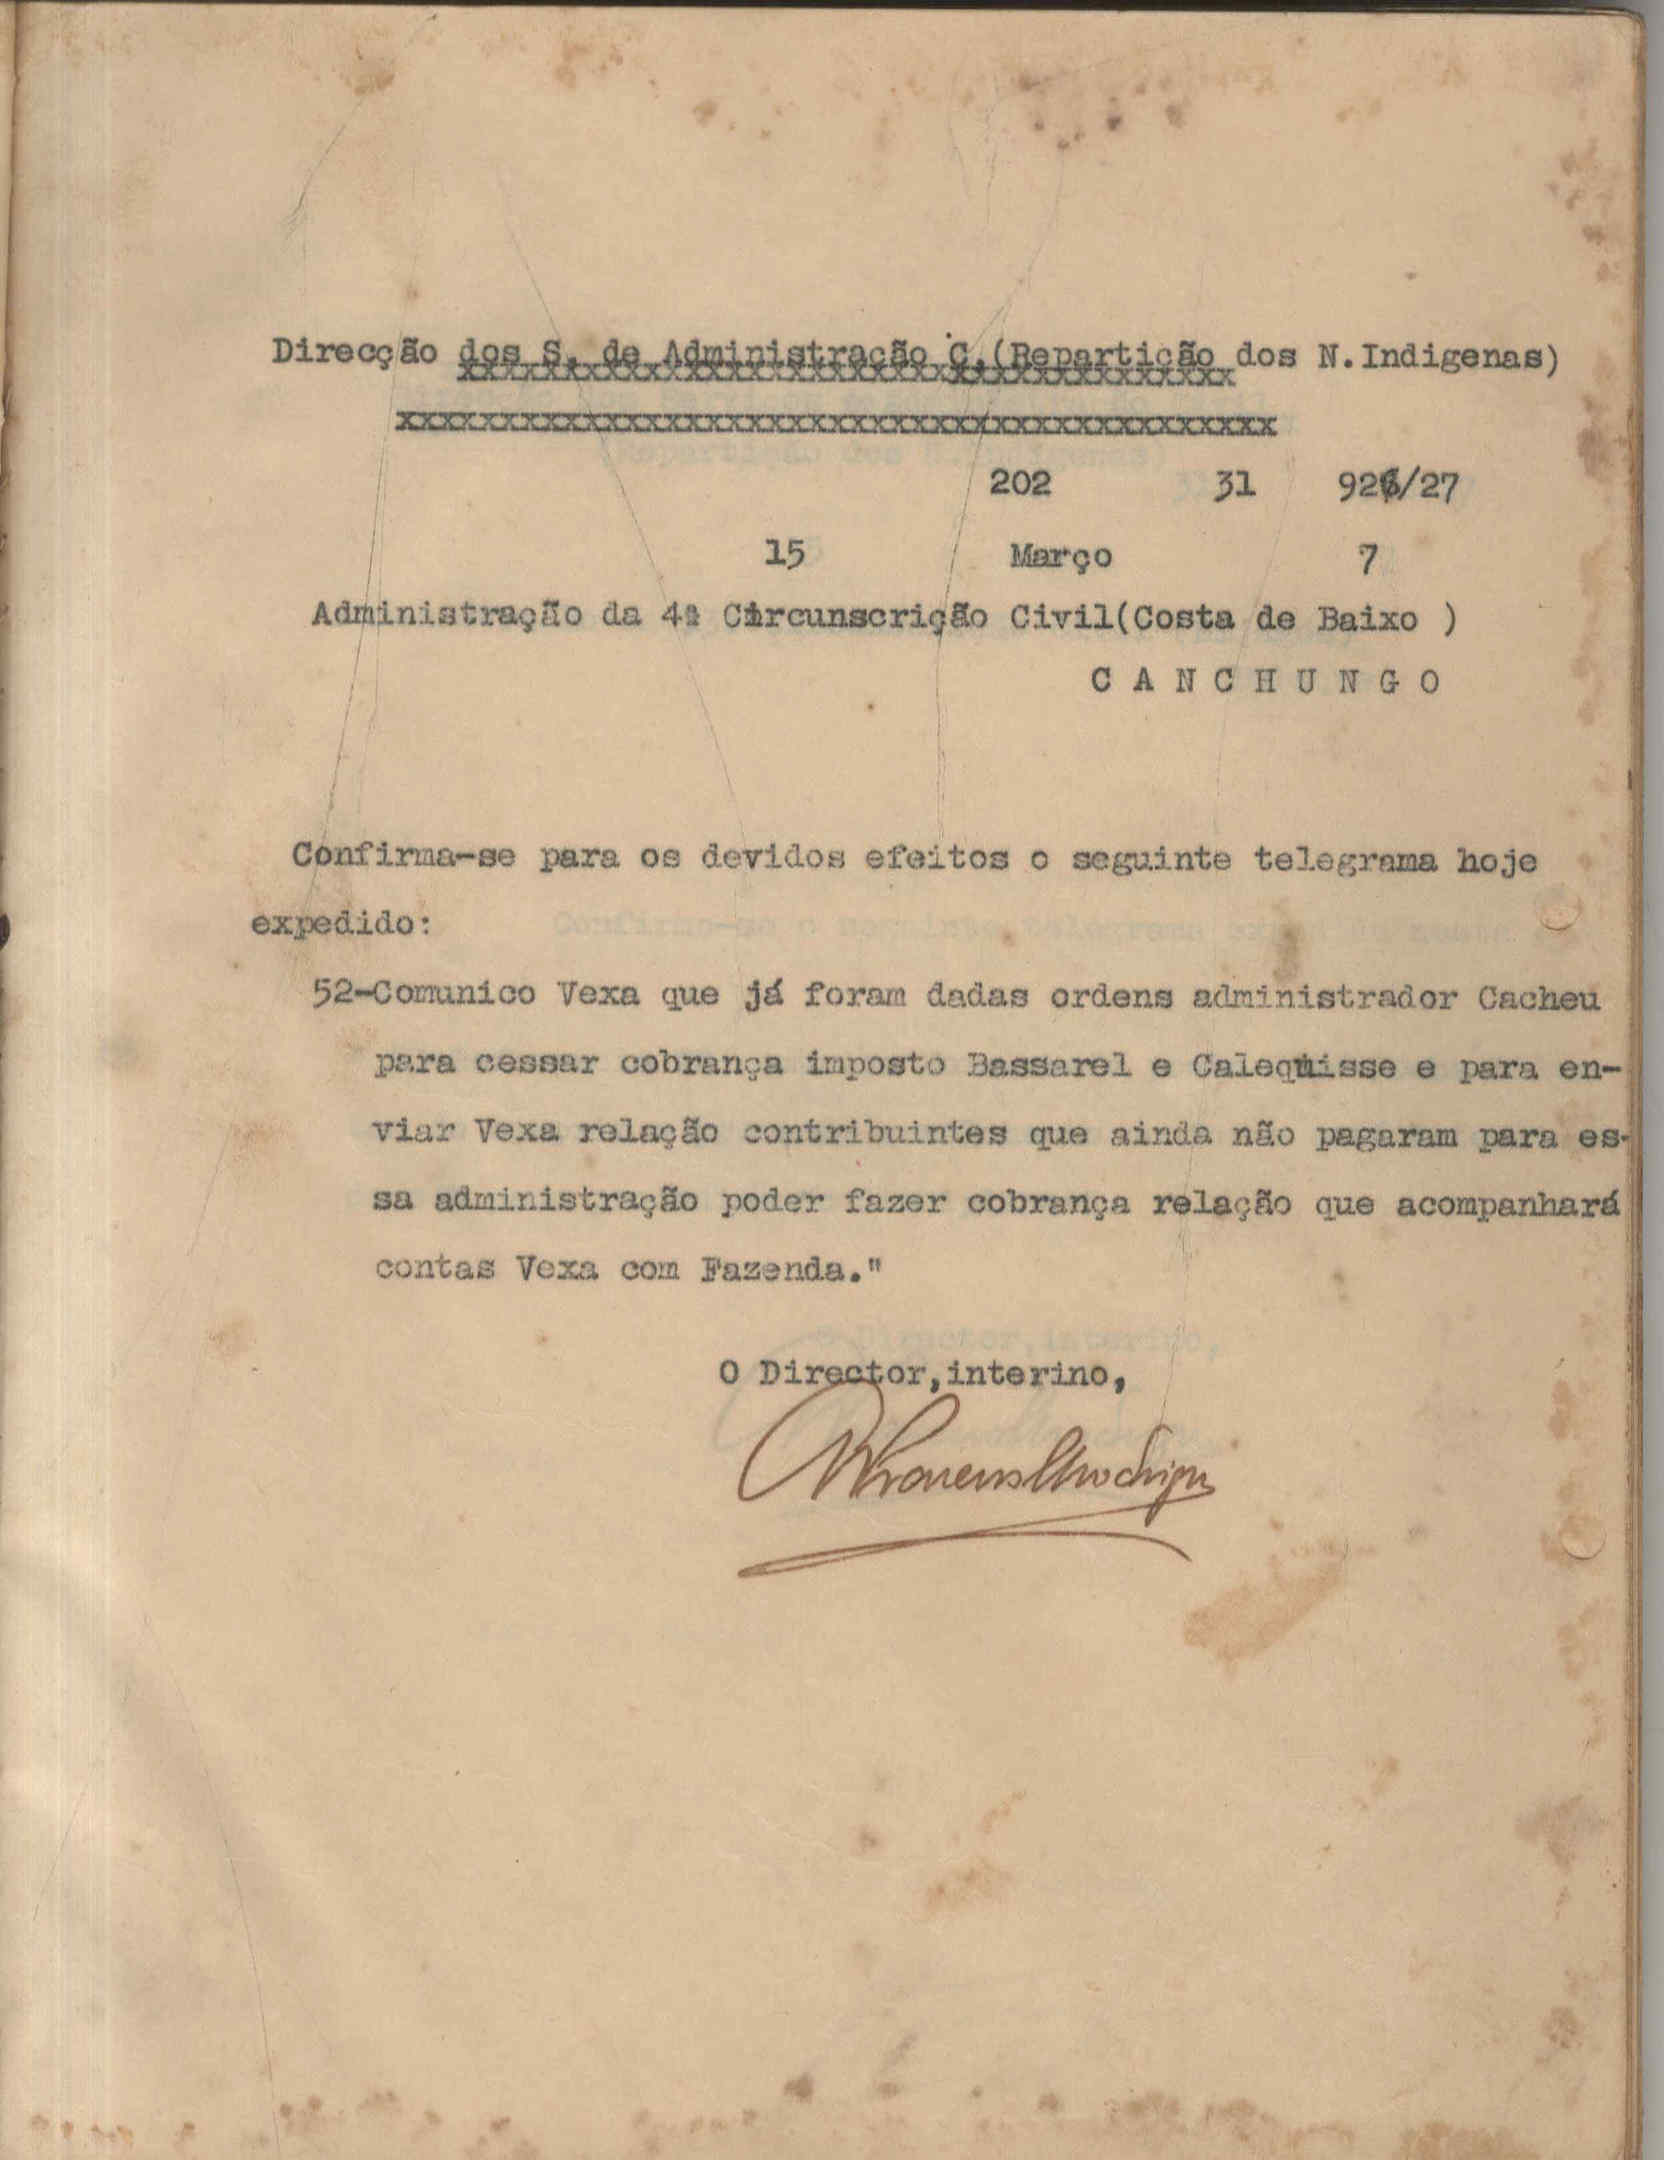 Direcção dos S. de Administração C.(Repartição dos N.Indigenas)
xxxxxxxxxxxxxxxxxxxxxxxxxxxxxxxxxxxx
xxxxxxxxxxxxxxxxxxxxxxxxxxxxxxxxxxxxxxxxxx
202 31 926/27
15 Março 7
Administração da 4ª Circunscrição Civil(Costa de Baixo )
C A N C H U N G O
Confirma-se para os devidos efeitos o seguinte telegrama hoje
expedido:
52-Comunico Vexa que já foram dadas ordens administrador Cacheu
para cessar cobrança imposto Bassarel e Calequisse e para en-
viar Vexa relação contribuintes que ainda não pagaram para es-
sa administração poder fazer cobrança relação que acompanhará
contas Vexa com Fazenda."
O Director,interino,